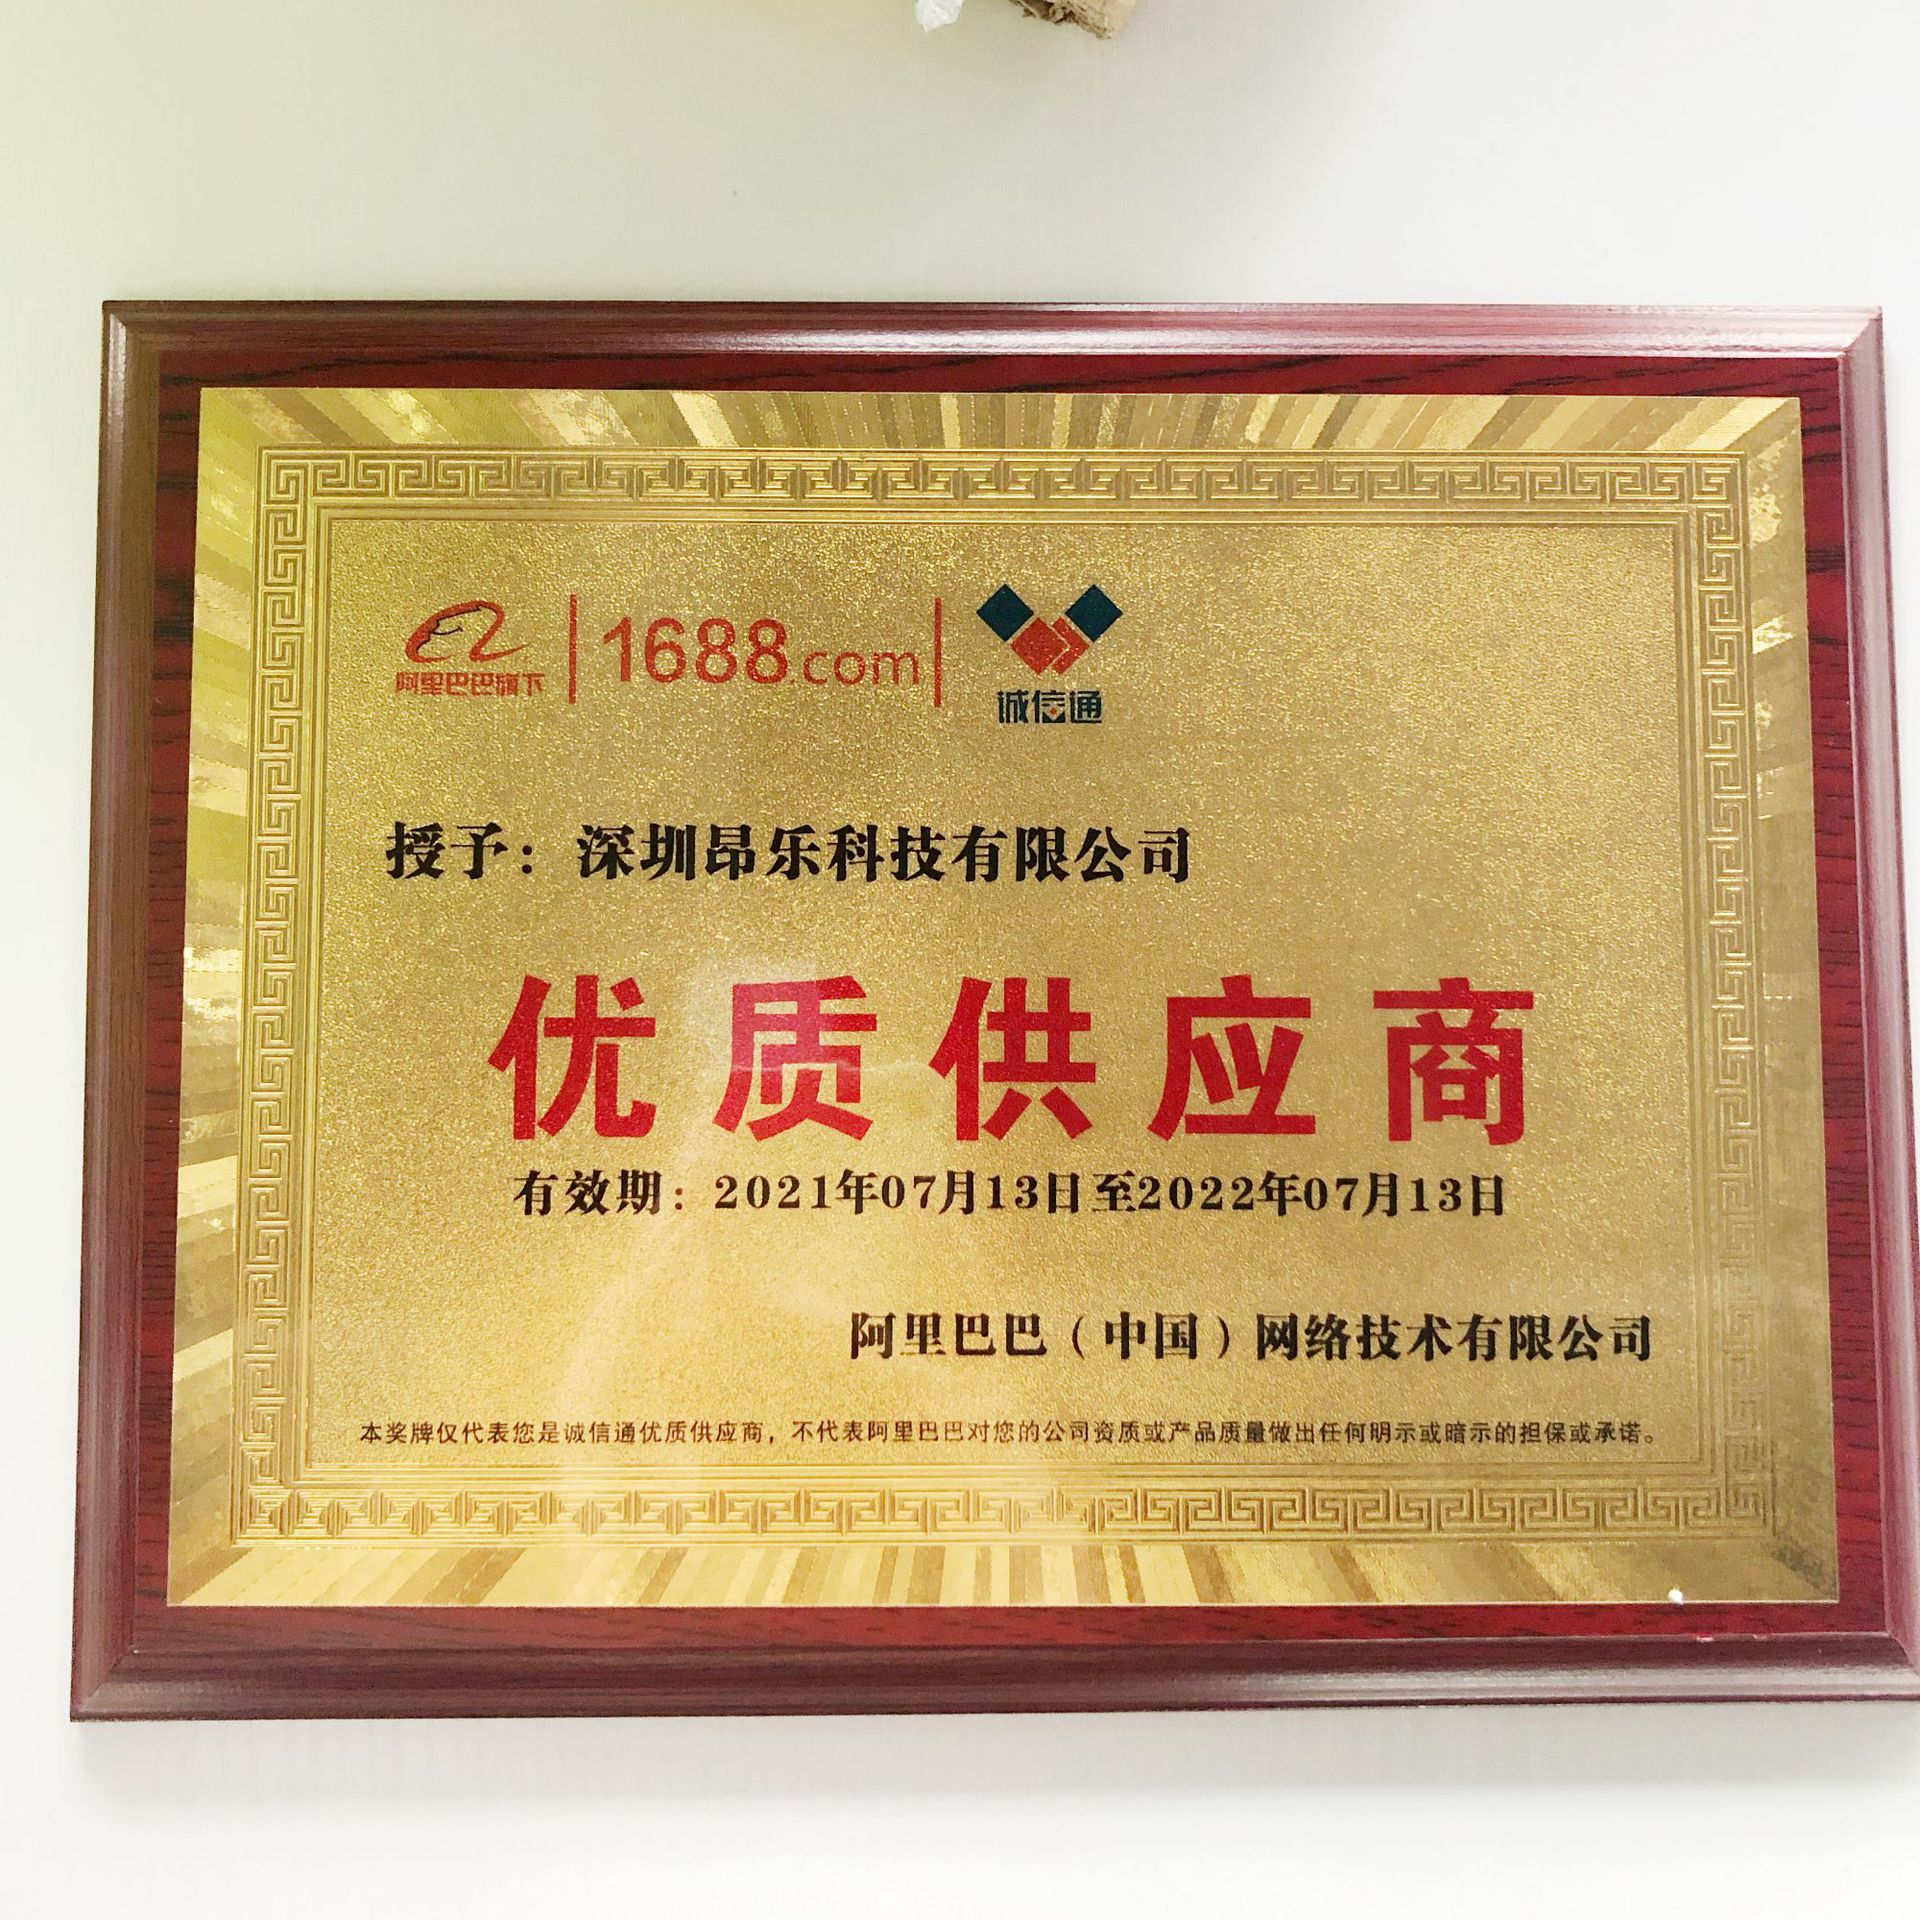 阿里巴巴旗下 1688.com 诚信通
授予：深圳昂乐科技有限公司
优质供应商
有效期：2021年07月13日至2022年07月13日
阿里巴巴（中国）网络技术有限公司
本奖牌仅代表您是诚信通优质供应商，不代表阿里巴巴对您的公司资质或产品质量做出任何明示或暗示的担保或承诺。